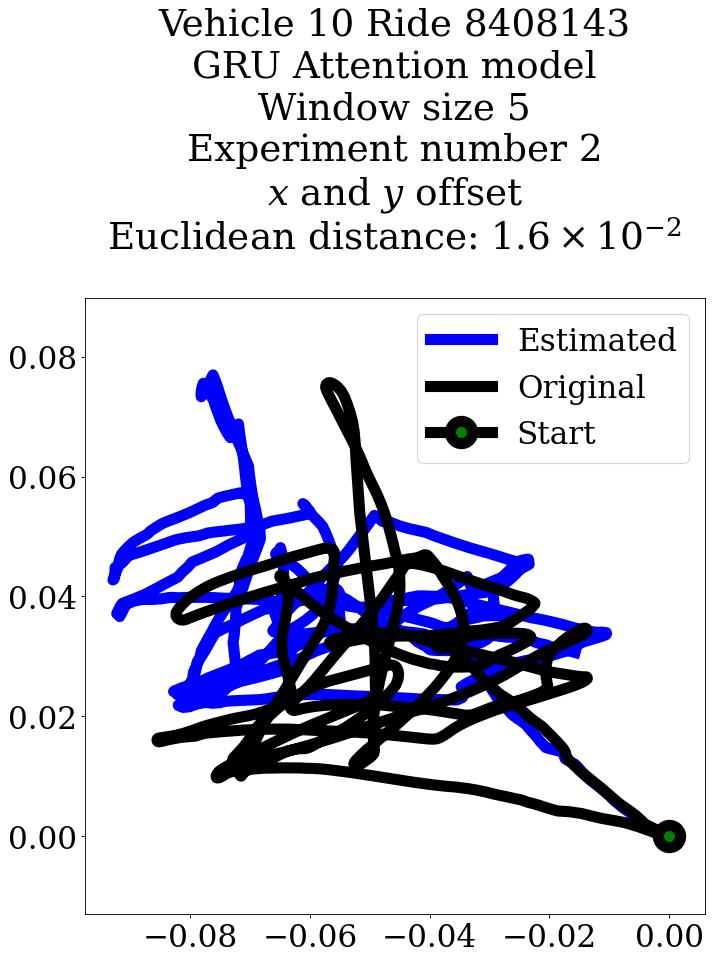 Vehicle 10 Ride 8408143
GRU Attention model
Window size 5
Experiment number 2
x and y offset
Euclidean distance: 1.6 × 10⁻²
Estimated
Original
Start
0.08
0.06
0.04
0.02
0.00
−0.08
−0.06
−0.04
−0.02
0.00